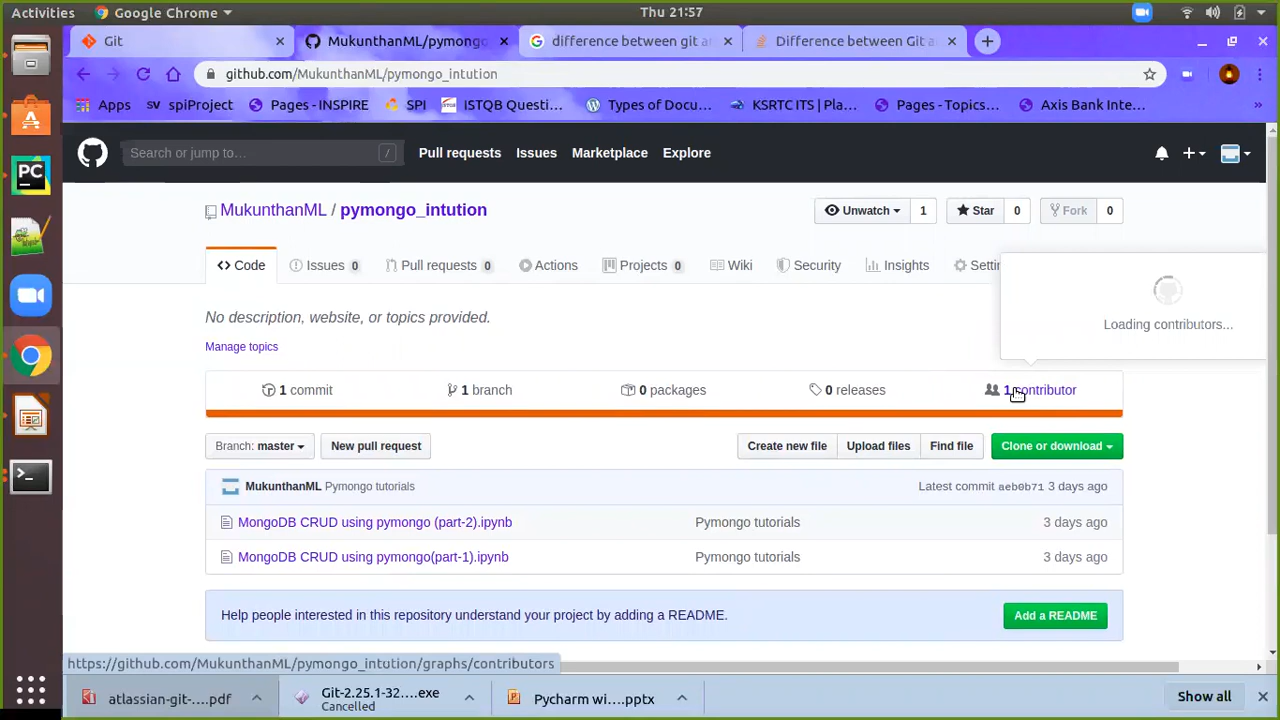 Activities Google Chrome Thu 21:57
Git MukunthanML/pymongo difference between git a Difference between Git a
github.com/MukunthanML/pymongo_intution
Apps SV spiProject Pages - INSPIRE SPI ISTQB Questi... Types of Docu... KSRTC ITS | Pla... Pages - Topics... Axis Bank Inte... »
Search or jump to... / Pull requests Issues Marketplace Explore
MukunthanML / pymongo_intution Unwatch 1 Star 0 Fork 0
Code Issues 0 Pull requests 0 Actions Projects 0 Wiki Security Insights Setti
Loading contributors...
No description, website, or topics provided.
Manage topics
1 commit 1 branch 0 packages 0 releases 1 contributor
Branch: master New pull request Create new file Upload files Find file Clone or download
MukunthanML Pymongo tutorials Latest commit aeb0b71 3 days ago
MongoDB CRUD using pymongo (part-2).ipynb Pymongo tutorials 3 days ago
MongoDB CRUD using pymongo(part-1).ipynb Pymongo tutorials 3 days ago
Help people interested in this repository understand your project by adding a README. Add a README
https://github.com/MukunthanML/pymongo_intution/graphs/contributors
atlassian-git-....pdf Git-2.25.1-32....exe Pycharm wi....pptx Show all
Cancelled